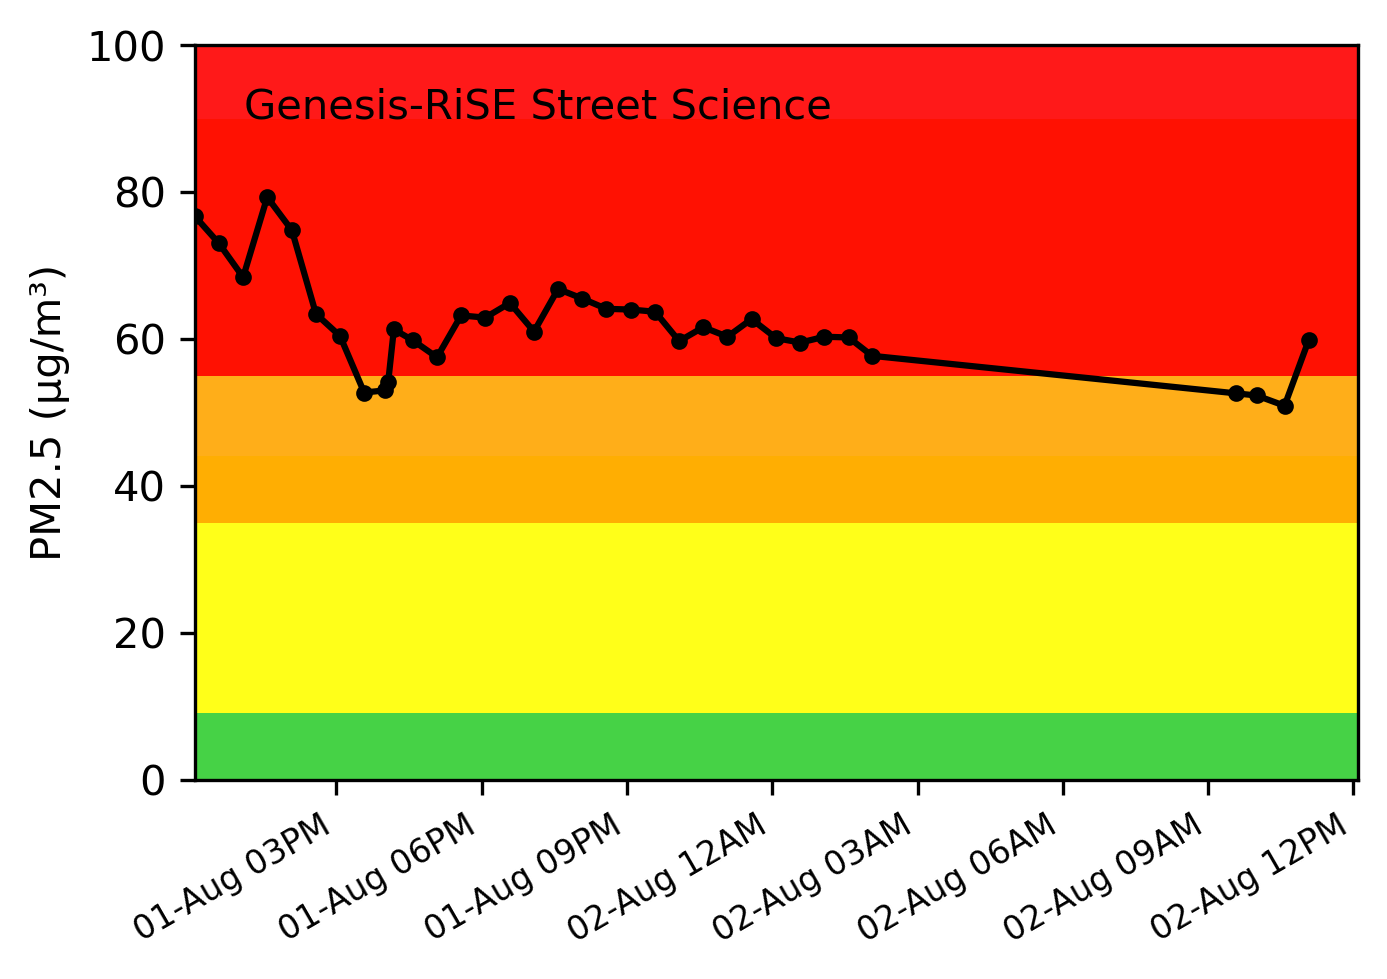 Genesis-RiSE Street Science
PM2.5 (µg/m³)
100
80
60
40
20
0
01-Aug 03PM
01-Aug 06PM
01-Aug 09PM
02-Aug 12AM
02-Aug 03AM
02-Aug 06AM
02-Aug 09AM
02-Aug 12PM